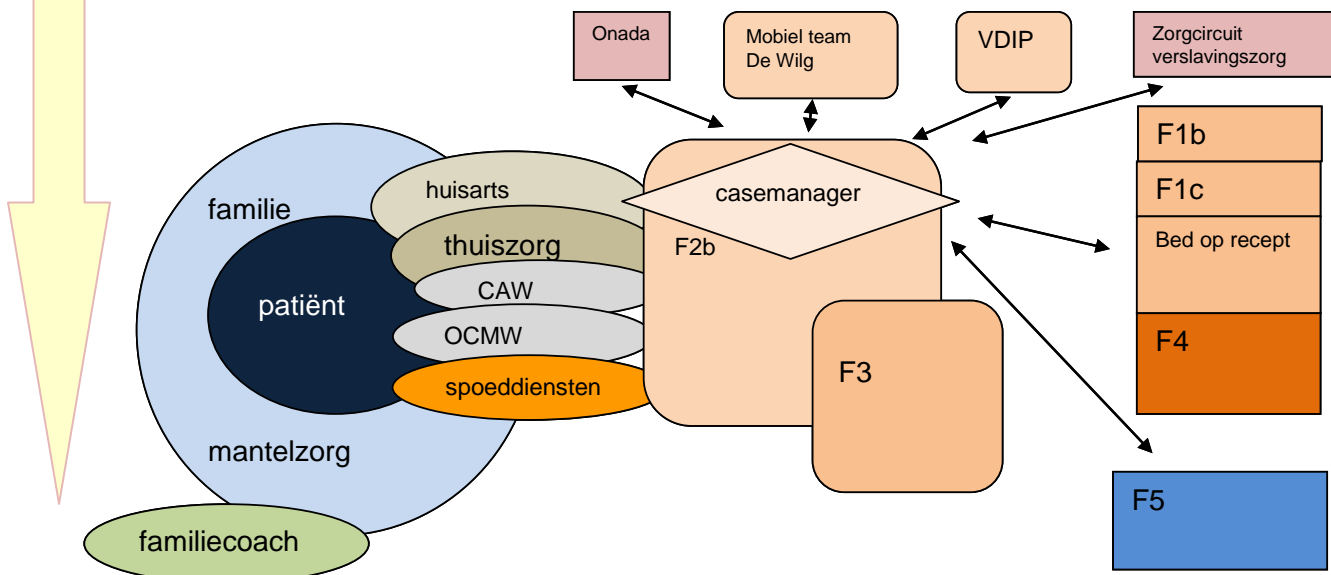 Onada
Mobiel team
De Wilg
VDIP
Zorgcircuit
verslavingszorg
F1b
F1c
Bed op recept
F4
F5
familie
patiënt
mantelzorg
familiecoach
huisarts
thuiszorg
CAW
OCMW
spoeddiensten
casemanager
F2b
F3